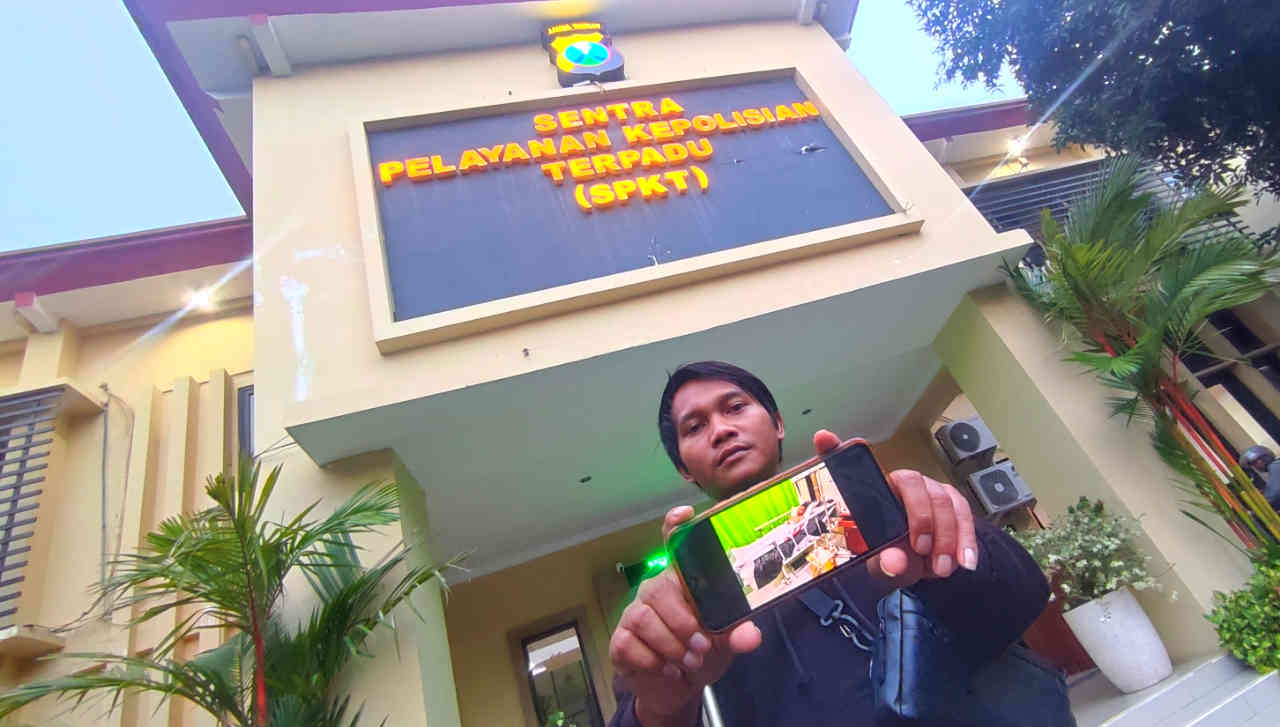 SENTRA
PELAYANAN KEPOLISIAN
TERPADU
(SPKT)